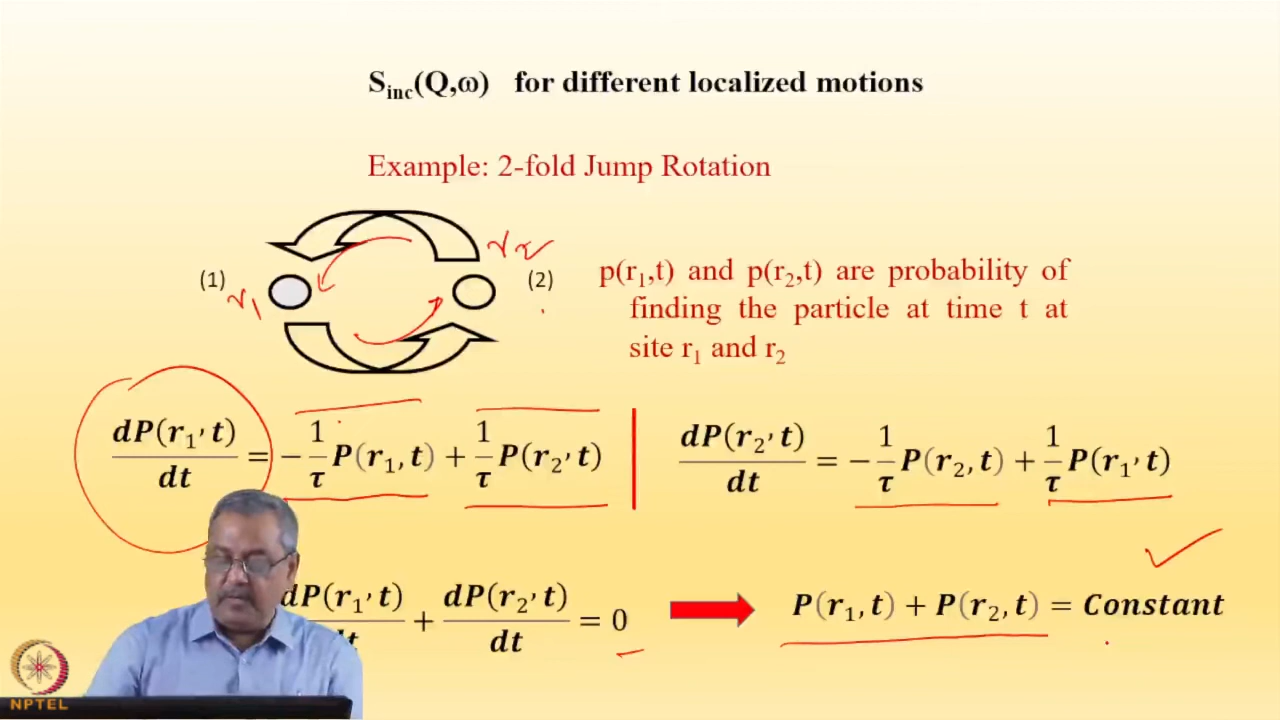 S_inc(Q,ω) for different localized motions
Example: 2-fold Jump Rotation
r₂
(1)
(2)
r₁
p(r₁,t) and p(r₂,t) are probability of
finding the particle at time t at
site r₁ and r₂
dP(r₁,t)/dt = −1/τ P(r₁,t) + 1/τ P(r₂,t)
dP(r₂,t)/dt = −1/τ P(r₂,t) + 1/τ P(r₁,t)
dP(r₁,t)/dt + dP(r₂,t)/dt = 0
P(r₁,t) + P(r₂,t) = Constant
NPTEL